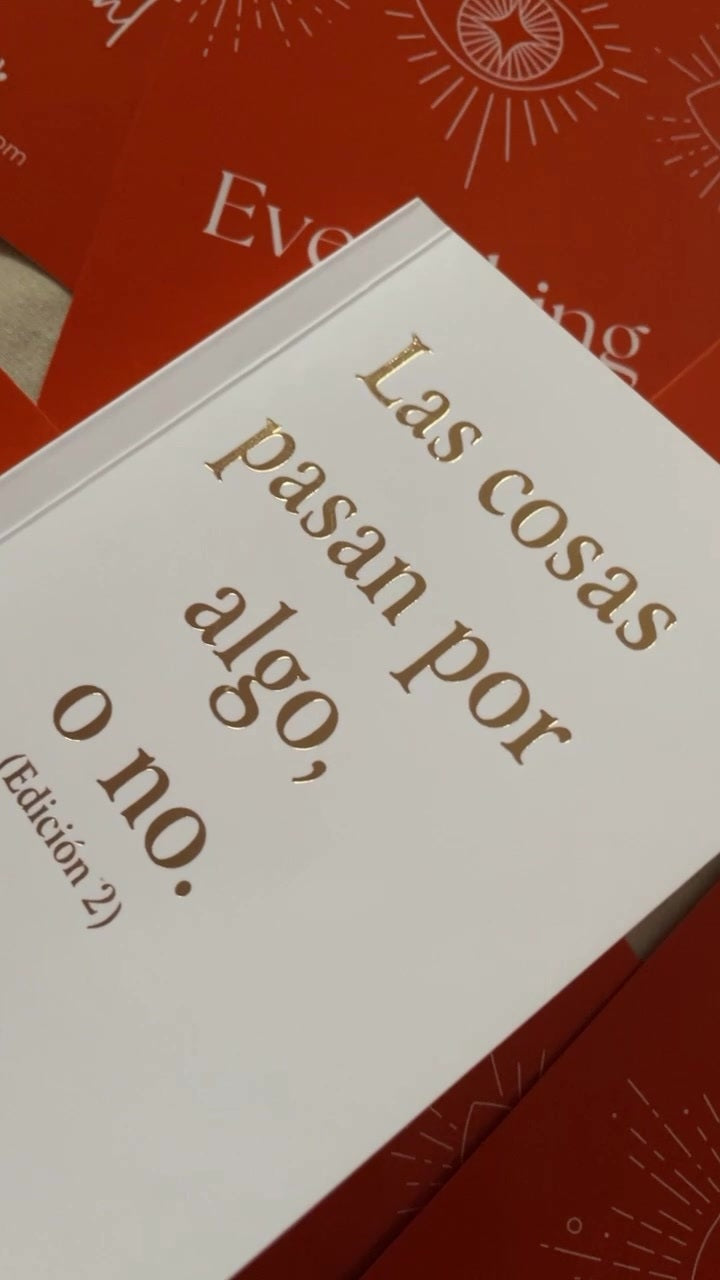 Las cosas
pasan por
algo,
o no.
(Edición 2)